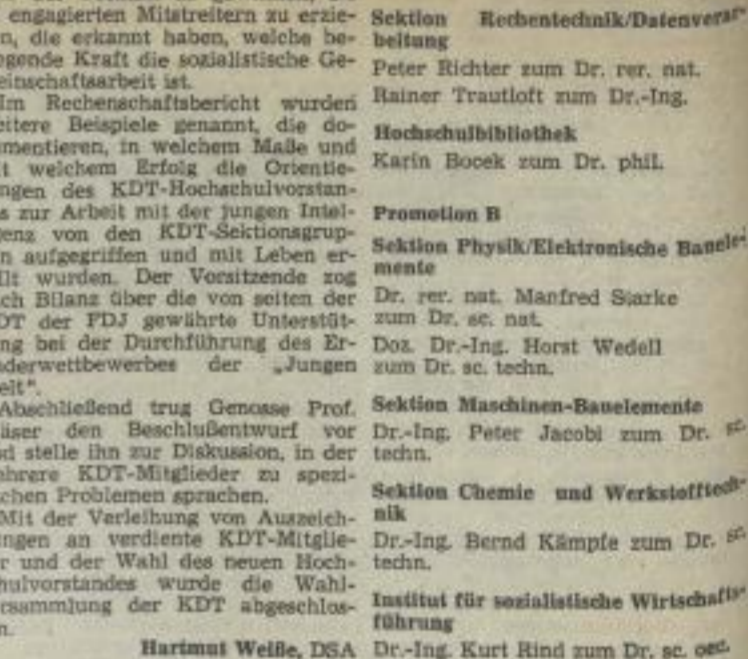 engagierten Mitstreitern zu erzie-
n, die erkannt haben, welche be-
egende Kraft die sozialistische Ge-
einschaftsarbeit ist.
Im Rechenschaftsbericht wurden
eitere Beispiele genannt, die do-
mentieren, in welchem Maße und
t welchem Erfolg die Orientie-
ngen des KDT-Hochschulvorstan-
s zur Arbeit mit der jungen Intel-
enz von den KDT-Sektionsgrup-
n aufgegriffen und mit Leben er-
llt wurden. Der Vorsitzende zog
ch Bilanz über die von seiten der
DT der FDJ gewährte Unterstüt-
ng bei der Durchführung des Er-
nderwettbewerbes der „Jungen
elt“.
Abschließend trug Genosse Prof.
äser den Beschlußentwurf vor
d stelle ihn zur Diskussion, in der
ehrere KDT-Mitglieder zu spezi-
schen Problemen sprachen.
Mit der Verleihung von Auszeich-
ngen an verdiente KDT-Mitglie-
r und der Wahl des neuen Hoch-
hulvorstandes wurde die Wahl-
rsammlung der KDT abgeschlos-
n.
Hartmut Weiße, DSA
Sektion Rechentechnik/Datenverar-
beitung
Peter Richter zum Dr. rer. nat.
Rainer Trautloft zum Dr.-Ing.
Hochschulbibliothek
Karin Bocek zum Dr. phil.
Promotion B
Sektion Physik/Elektronische Bauele-
mente
Dr. rer. nat. Manfred Starke
zum Dr. sc. nat.
Doz. Dr.-Ing. Horst Wedell
zum Dr. sc. techn.
Sektion Maschinen-Bauelemente
Dr.-Ing. Peter Jacobi zum Dr. sc.
techn.
Sektion Chemie und Werkstofftech-
nik
Dr.-Ing. Bernd Kämpfe zum Dr. sc.
techn.
Institut für sozialistische Wirtschafts-
führung
Dr.-Ing. Kurt Rind zum Dr. sc. oec.